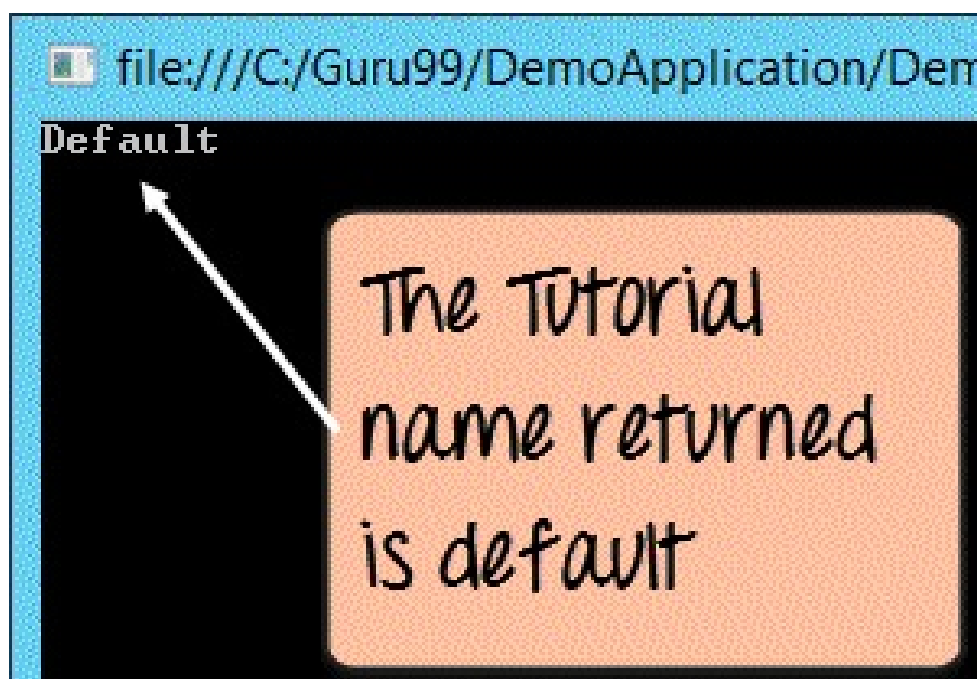 file:///C:/Guru99/DemoApplication/Dem
Default
The Tutorial
name returned
is default